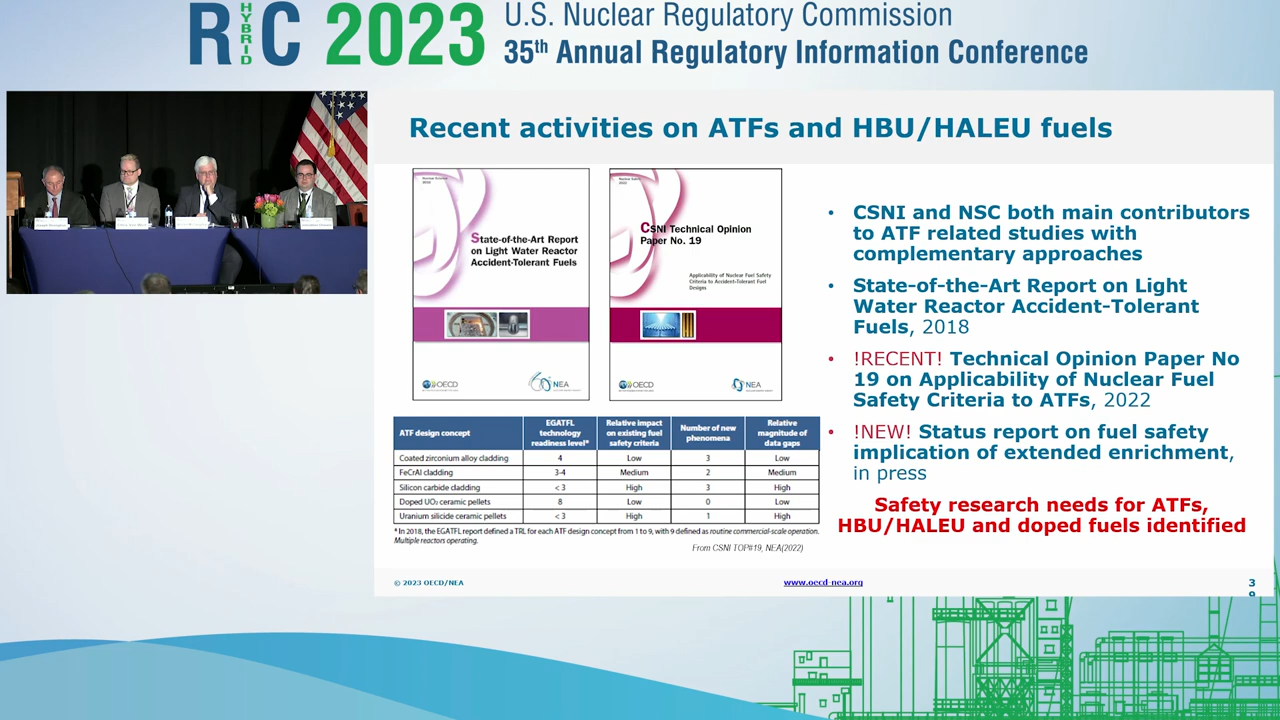 RIC 2023
HYBRID
U.S. Nuclear Regulatory Commission
35th Annual Regulatory Information Conference
Recent activities on ATFs and HBU/HALEU fuels
State-of-the-Art Report
on Light Water Reactor
Accident-Tolerant Fuels
OECD
NEA
CSNI Technical Opinion
Paper No. 19
Applicability of Nuclear Fuel Safety
Criteria to Accident-Tolerant Fuel
Designs
OECD
NEA
• CSNI and NSC both main contributors
to ATF related studies with
complementary approaches
• State-of-the-Art Report on Light
Water Reactor Accident-Tolerant
Fuels, 2018
• !RECENT! Technical Opinion Paper No
19 on Applicability of Nuclear Fuel
Safety Criteria to ATFs, 2022
• !NEW! Status report on fuel safety
implication of extended enrichment,
in press
Safety research needs for ATFs,
HBU/HALEU and doped fuels identified
ATF design concept | EGATFL technology readiness level* | Relative impact on existing fuel safety criteria | Number of new phenomena | Relative magnitude of data gaps
Coated zirconium alloy cladding 4 Low 3 Low
FeCrAl cladding 3-4 Medium 2 Medium
Silicon carbide cladding < 3 High 3 High
Doped UO₂ ceramic pellets 8 Low 0 Low
Uranium silicide ceramic pellets < 3 High 1 High
* In 2018, the EGATFL report defined a TRL for each ATF design concept from 1 to 9, with 9 defined as routine commercial-scale operation.
Multiple reactors operating.
From CSNI TOP#19, NEA(2022)
© 2023 OECD/NEA
www.oecd-nea.org
39